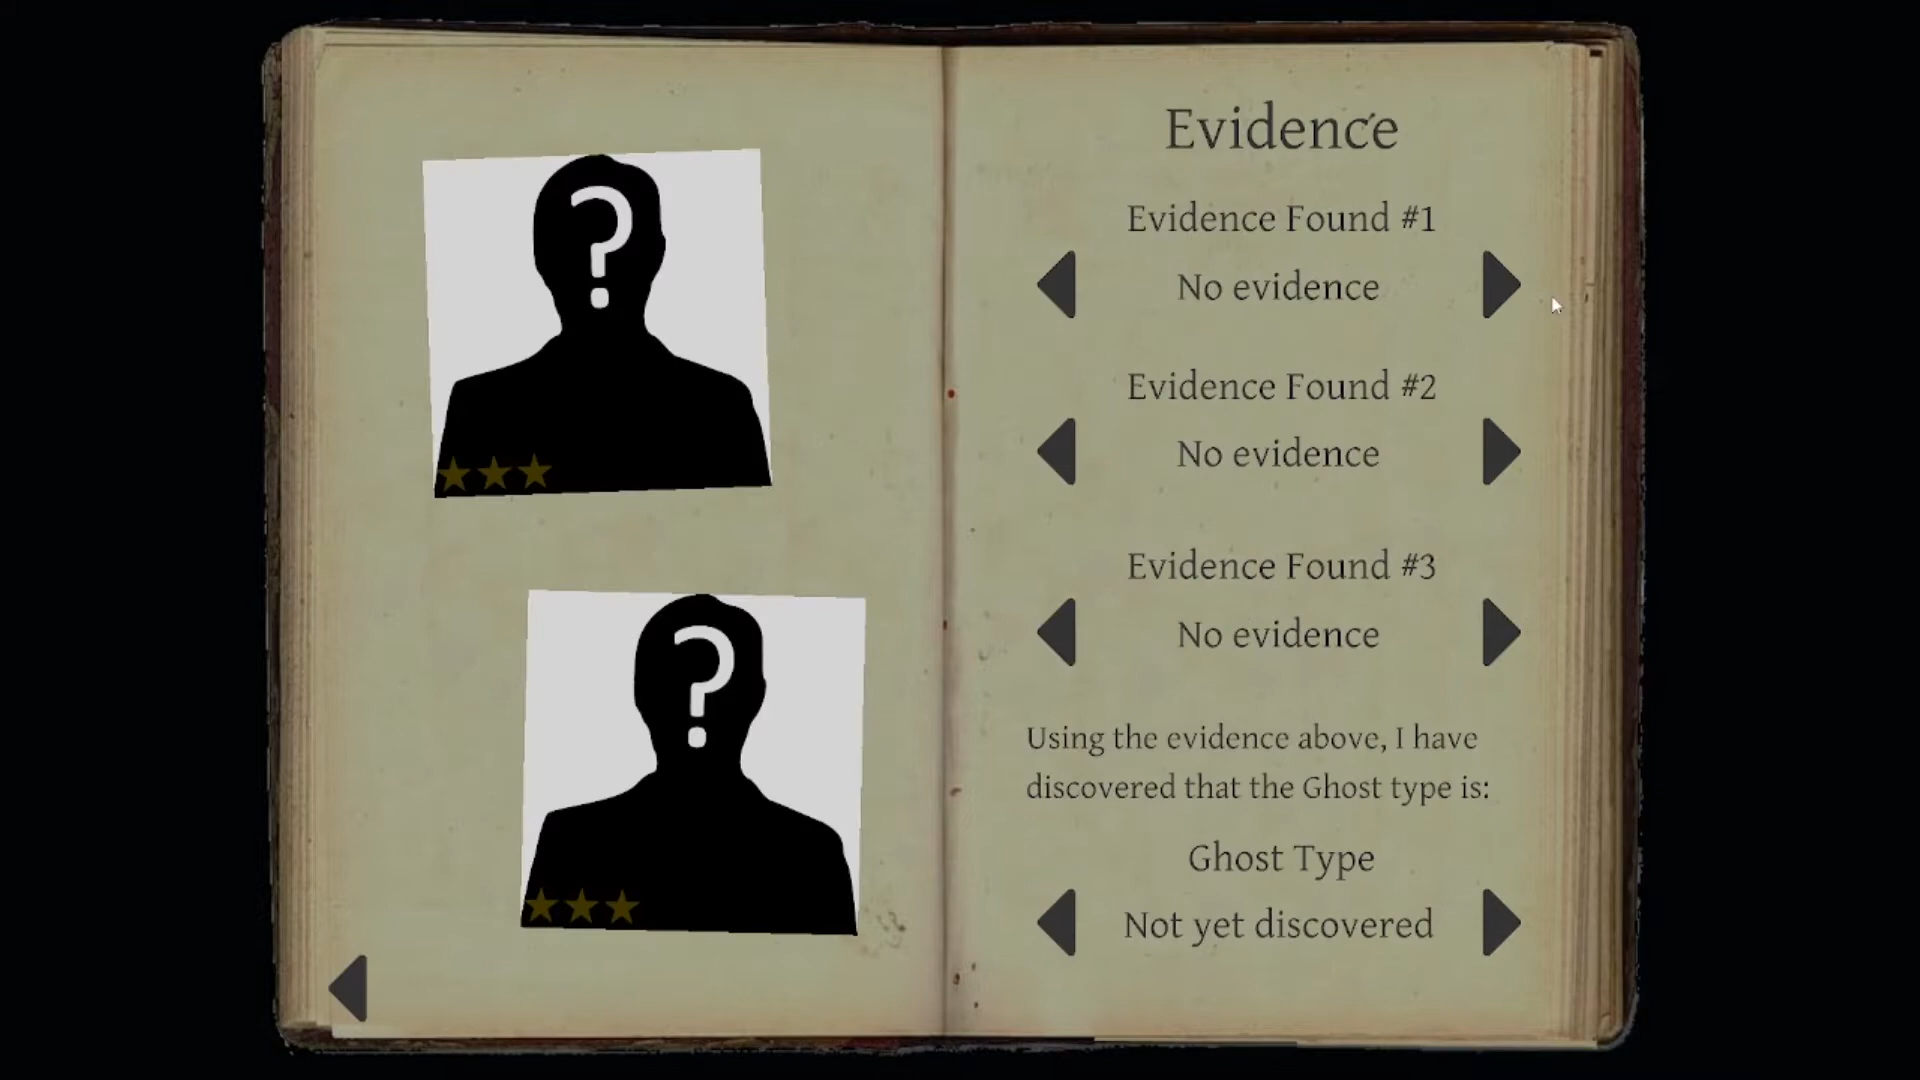 ?
?
Evidence
Evidence Found #1
No evidence
Evidence Found #2
No evidence
Evidence Found #3
No evidence
Using the evidence above, I have
discovered that the Ghost type is:
Ghost Type
Not yet discovered